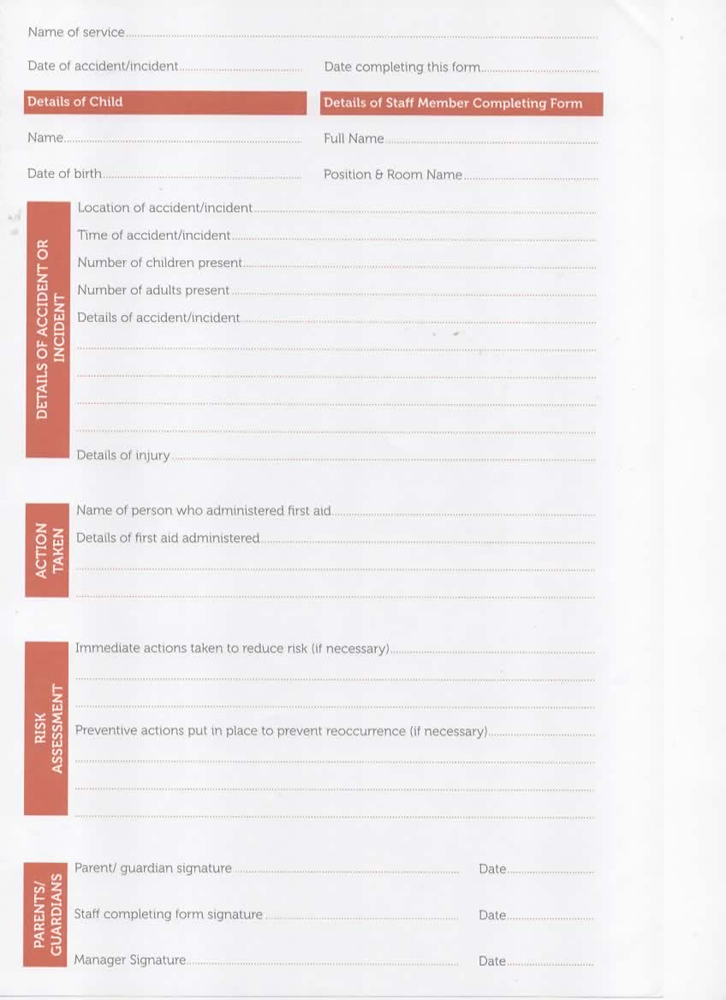 Name of service
Date of accident/incident
Date completing this form
Details of Child
Details of Staff Member Completing Form
Name
Full Name
Date of birth
Position & Room Name
DETAILS OF ACCIDENT OR
INCIDENT
Location of accident/incident
Time of accident/incident
Number of children present
Number of adults present
Details of accident/incident
Details of injury
ACTION
TAKEN
Name of person who administered first aid
Details of first aid administered
RISK
ASSESSMENT
Immediate actions taken to reduce risk (if necessary)
Preventive actions put in place to prevent reoccurrence (if necessary)
PARENTS/
GUARDIANS
Parent/ guardian signature
Date
Staff completing form signature
Date
Manager Signature
Date